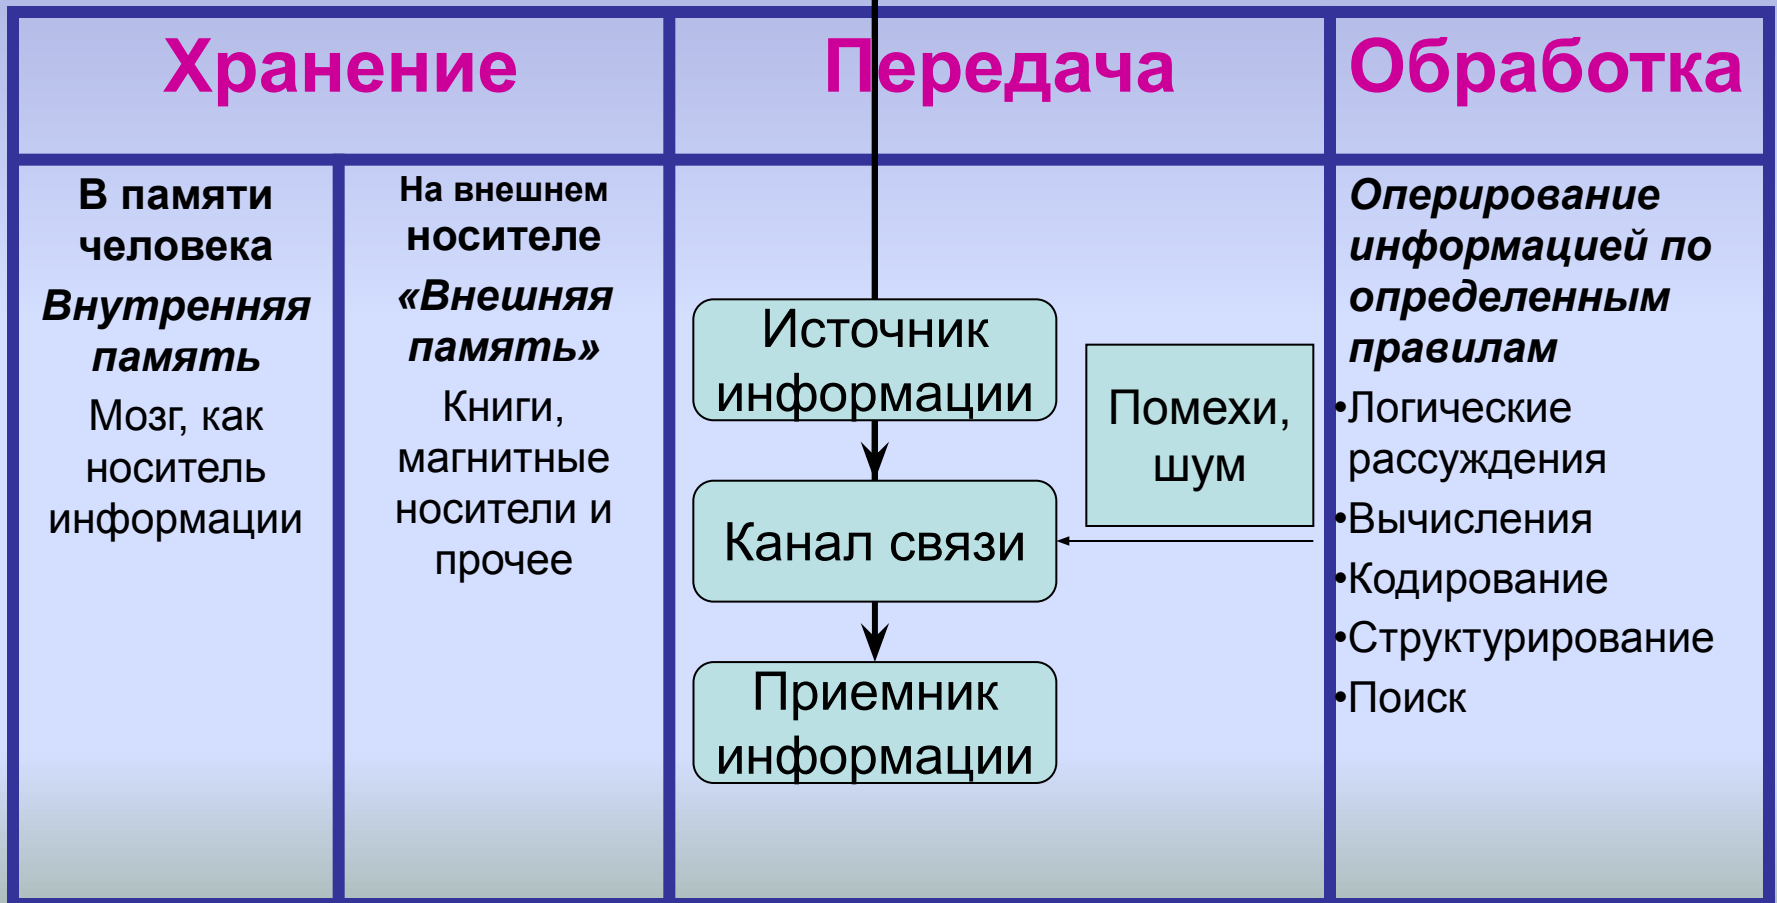 Хранение
Передача
Обработка
В памяти
человека
Внутренняя
память
Мозг, как
носитель
информации
На внешнем
носителе
«Внешняя
память»
Книги,
магнитные
носители и
прочее
Источник
информации
Помехи,
шум
Канал связи
Приемник
информации
Оперирование
информацией по
определенным
правилам
•Логические
рассуждения
•Вычисления
•Кодирование
•Структурирование
•Поиск